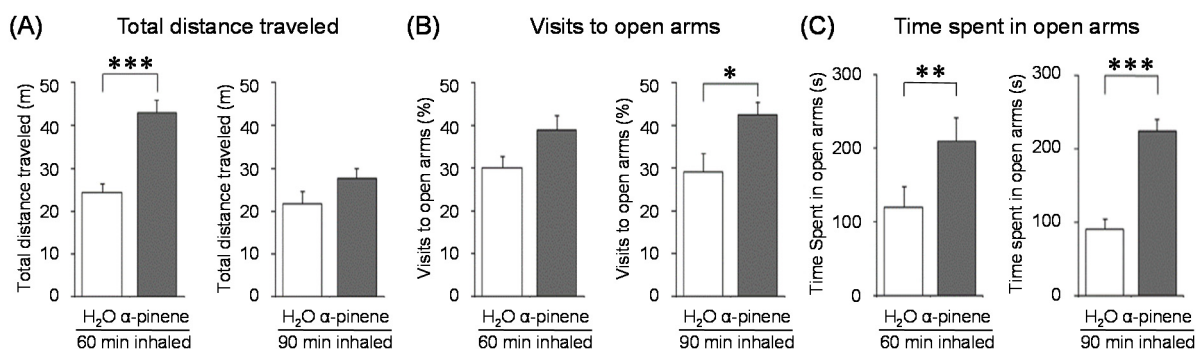 (A) Total distance traveled
(B) Visits to open arms
(C) Time spent in open arms
Total distance traveled (m)
50
40
30
20
10
0
***
H₂O α-pinene
60 min inhaled
Total distance traveled (m)
50
40
30
20
10
0
H₂O α-pinene
90 min inhaled
Visits to open arms (%)
50
40
30
20
10
0
H₂O α-pinene
60 min inhaled
Visits to open arms (%)
50
40
30
20
10
0
*
H₂O α-pinene
90 min inhaled
Time Spent in open arms (s)
300
200
100
0
**
H₂O α-pinene
60 min inhaled
Time spent in open arms (s)
300
200
100
0
***
H₂O α-pinene
90 min inhaled